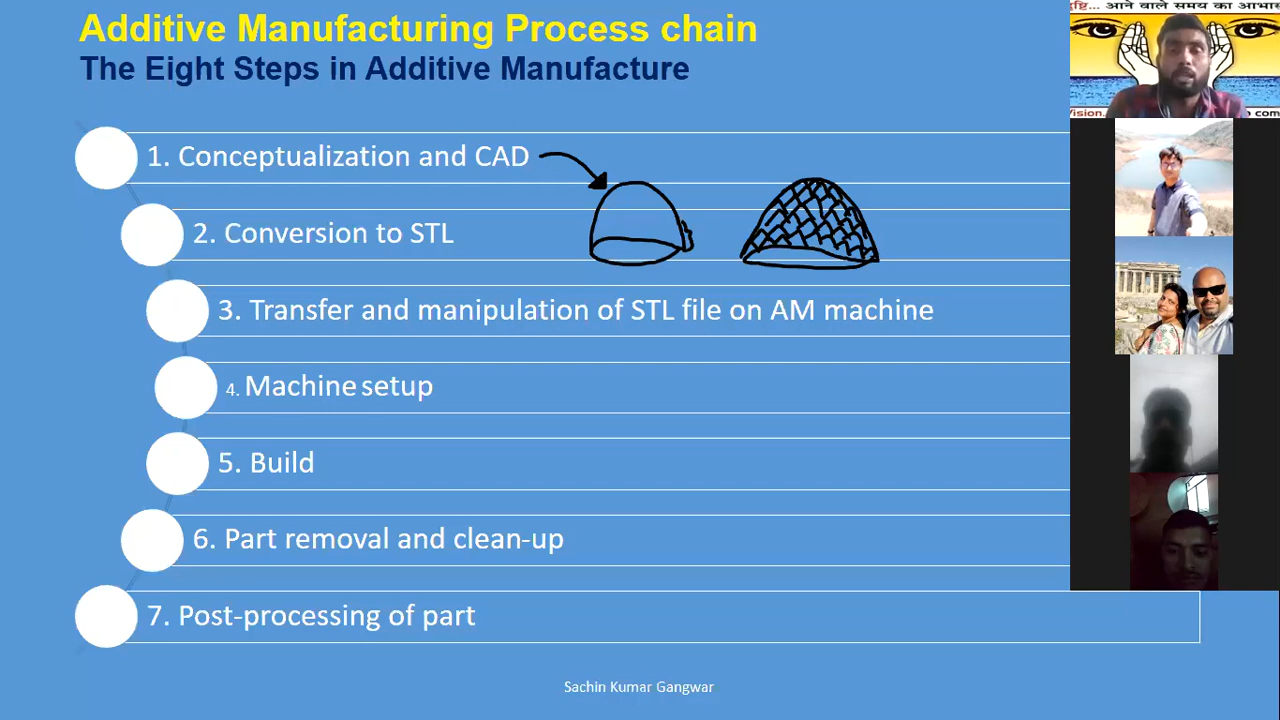 Additive Manufacturing Process chain
The Eight Steps in Additive Manufacture
1. Conceptualization and CAD
2. Conversion to STL
3. Transfer and manipulation of STL file on AM machine
4. Machine setup
5. Build
6. Part removal and clean-up
7. Post-processing of part
Sachin Kumar Gangwar
आने वाले समय का
Vision.
com